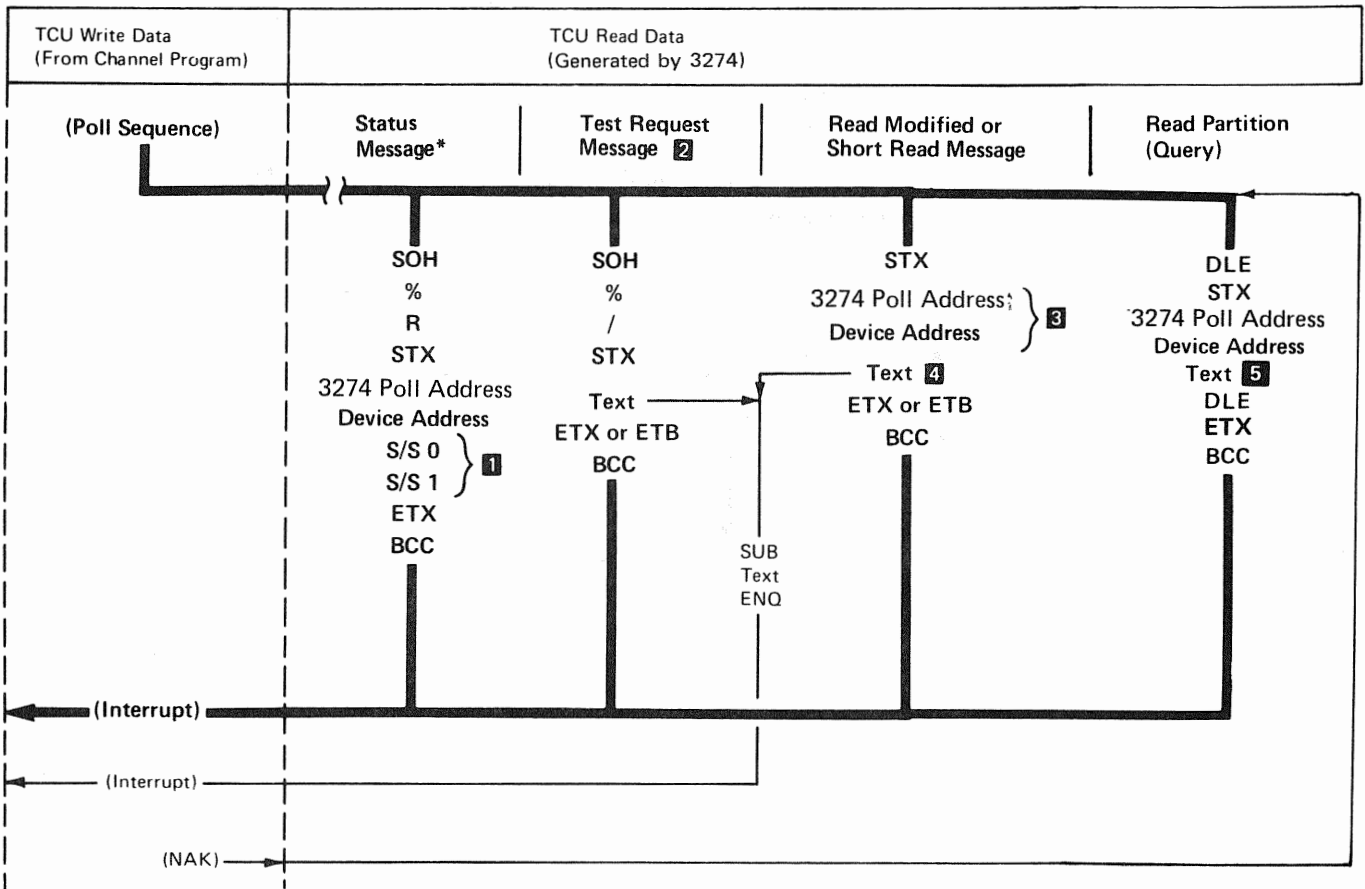 TCU Write Data
(From Channel Program)
TCU Read Data
(Generated by 3274)
(Poll Sequence)
Status
Message*
Test Request
Message 2
Read Modified or
Short Read Message
Read Partition
(Query)
SOH
%
R
STX
3274 Poll Address
Device Address
S/S 0
S/S 1
1
ETX
BCC
SOH
%
/
STX
Text
ETX or ETB
BCC
SUB
Text
ENQ
STX
3274 Poll Address
Device Address
3
Text 4
ETX or ETB
BCC
DLE
STX
3274 Poll Address
Device Address
Text 5
DLE
ETX
BCC
(Interrupt)
(Interrupt)
(NAK)